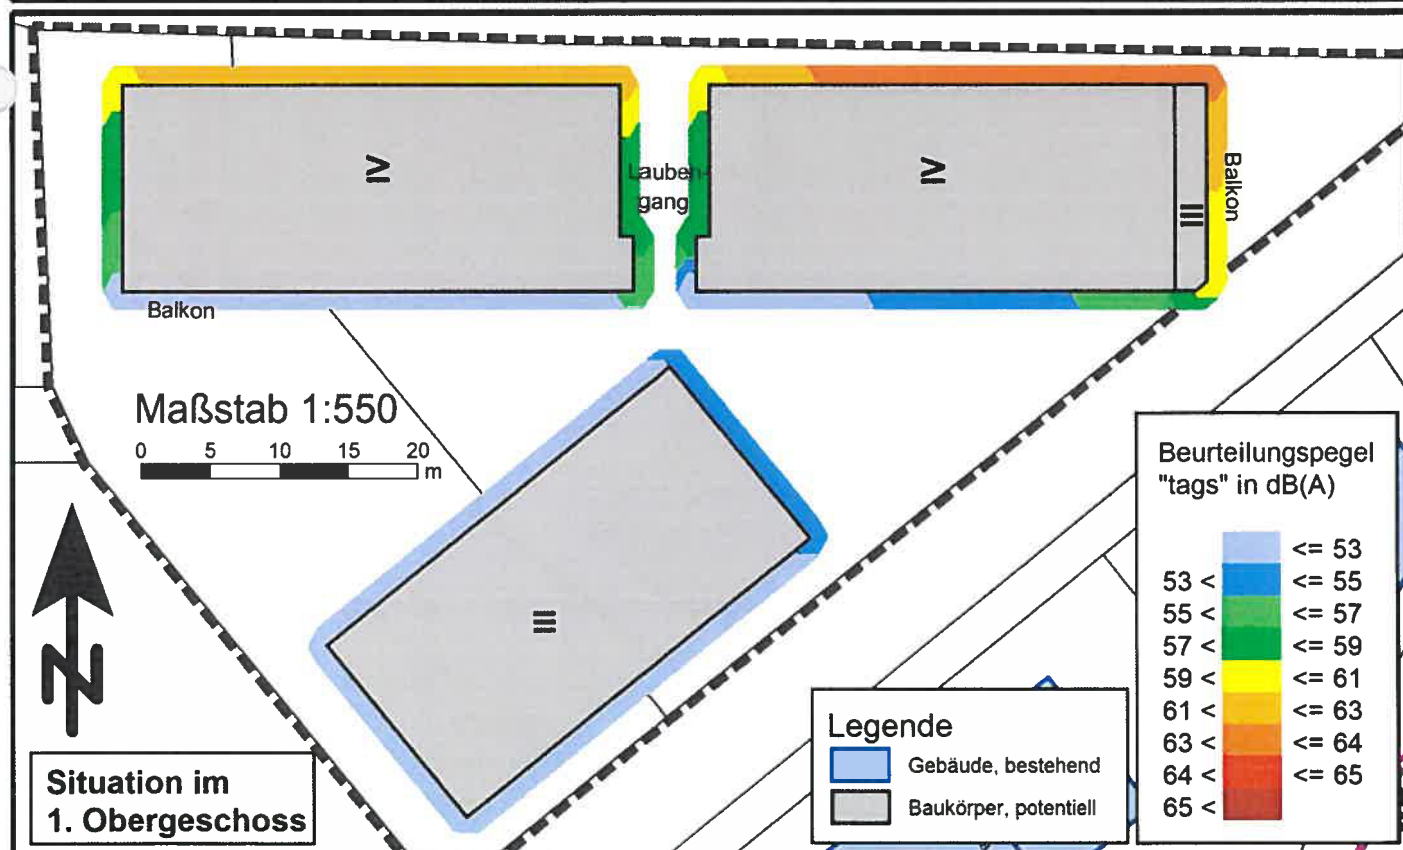 IV
IV
Lauben-
gang
Balkon
III
Balkon
Maßstab 1:550
0 5 10 15 20
m
III
N
Situation im
1. Obergeschoss
Legende
Gebäude, bestehend
Baukörper, potentiell
Beurteilungspegel
"tags" in dB(A)
<= 53
53 < <= 55
55 < <= 57
57 < <= 59
59 < <= 61
61 < <= 63
63 < <= 64
64 < <= 65
65 <